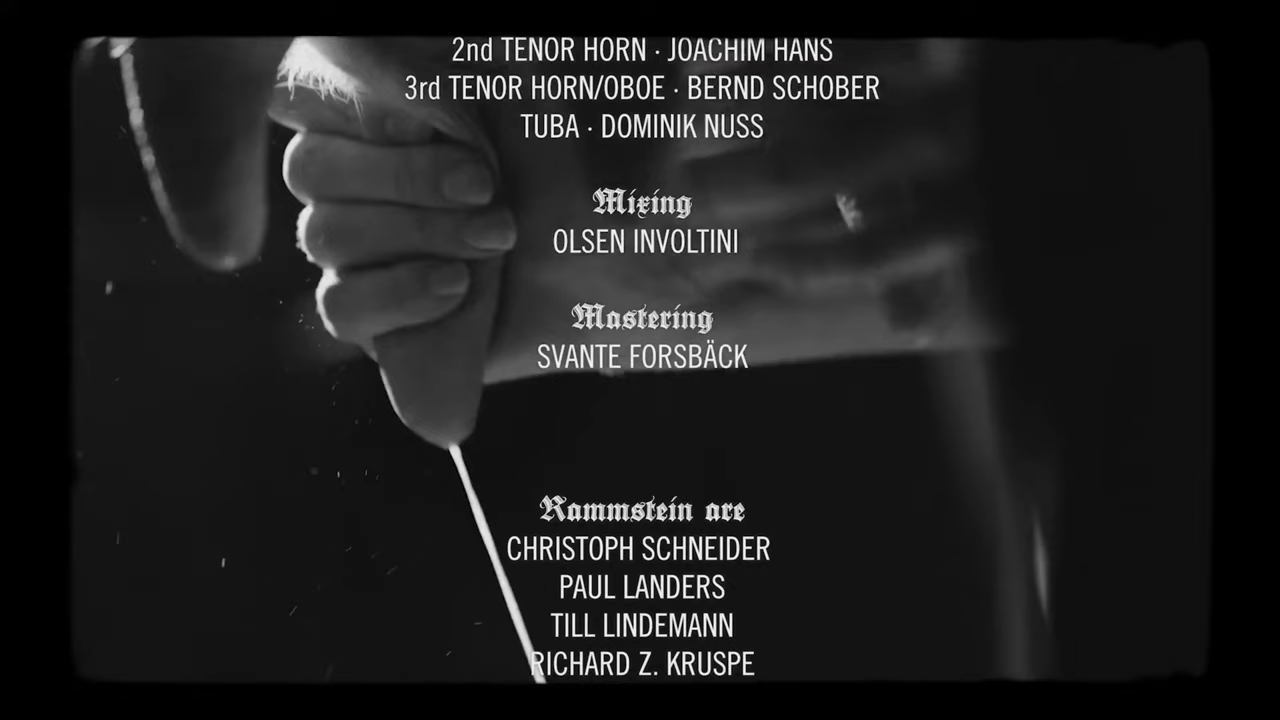 2nd TENOR HORN · JOACHIM HANS
3rd TENOR HORN/OBOE · BERND SCHOBER
TUBA · DOMINIK NUSS
Mixing
OLSEN INVOLTINI
Mastering
SVANTE FORSBÄCK
Rammstein are
CHRISTOPH SCHNEIDER
PAUL LANDERS
TILL LINDEMANN
RICHARD Z. KRUSPE